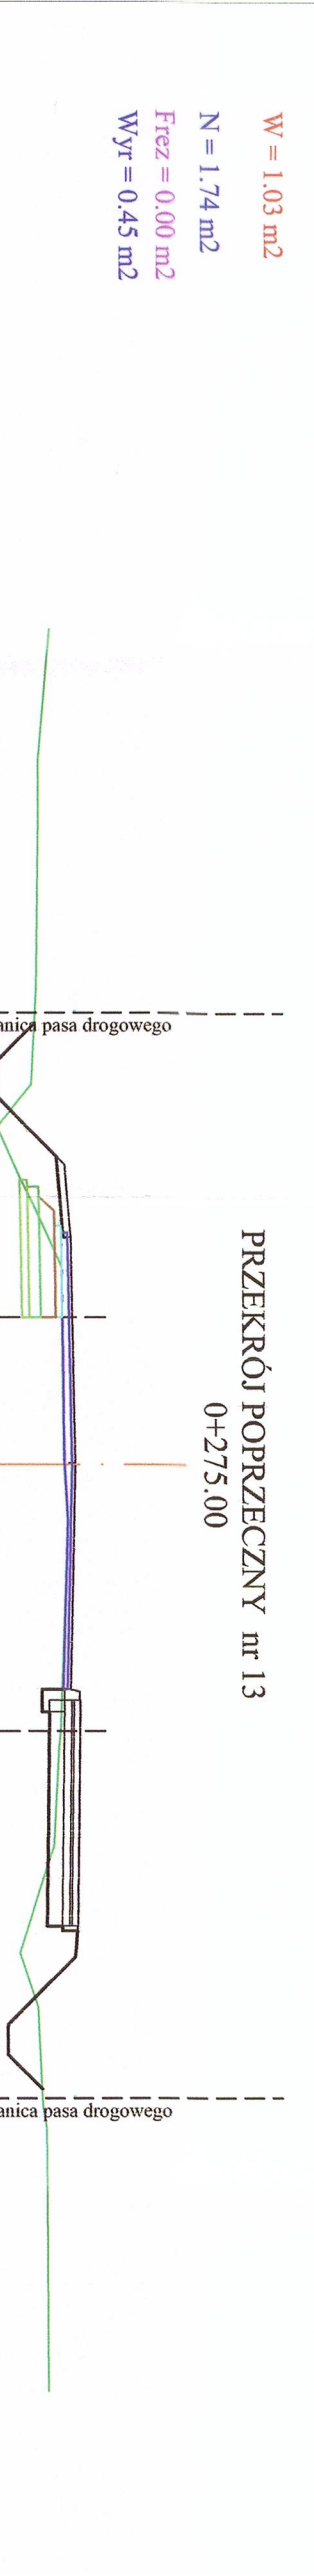 W = 1.03 m2
N = 1.74 m2
Frez = 0.00 m2
Wyr = 0.45 m2
PRZEKRÓJ POPRZECZNY nr 13
0+275.00
anica pasa drogowego
anica pasa drogowego